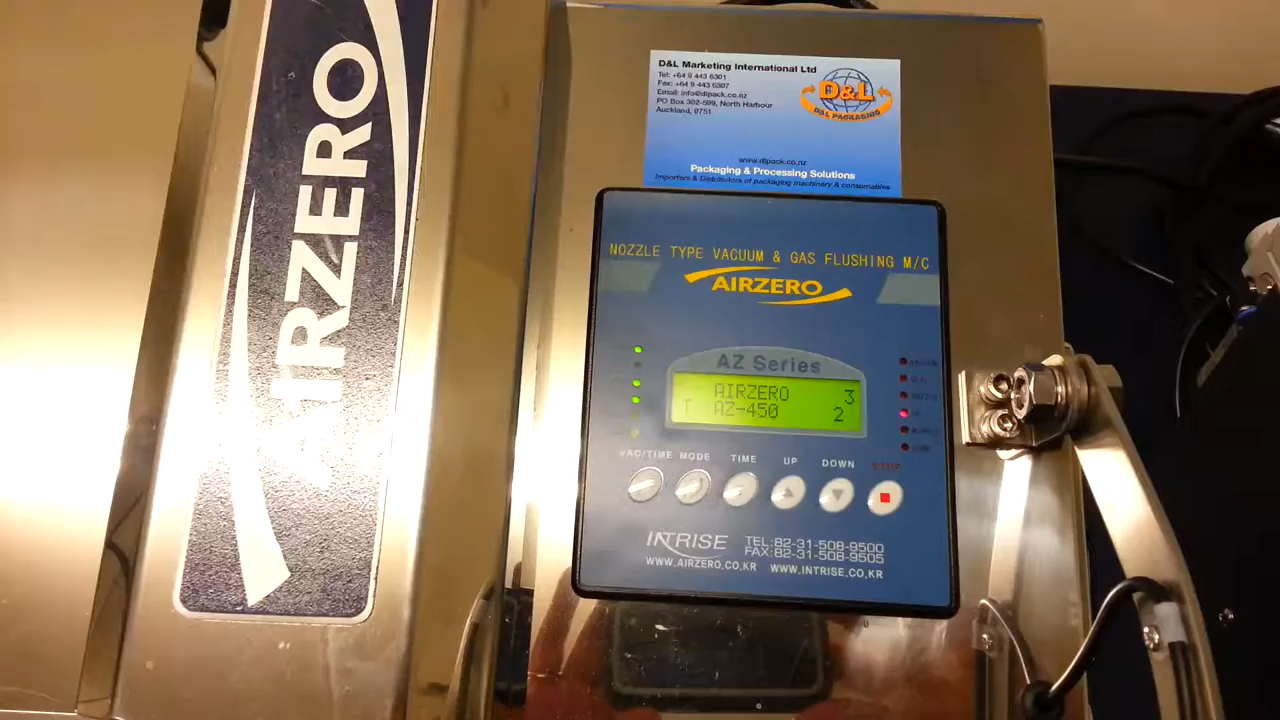 AIRZERO
D&L Marketing International Ltd
Tel: +64 9 443 6301
Fax: +64 9 443 6307
Email: info@dlpack.co.nz
PO Box 302-599, North Harbour
Auckland, 0751
D&L
D&L PACKAGING
www.dlpack.co.nz
Packaging & Processing Solutions
Importers & Distributors of packaging machinery & consumables
NOZZLE TYPE VACUUM & GAS FLUSHING M/C
AIRZERO
AZ Series
AIRZERO 3
T AZ-450 2
VAC/TIME MODE TIME UP DOWN STOP
INTRISE TEL:82-31-508-9500
FAX:82-31-508-9505
WWW.AIRZERO.CO.KR WWW.INTRISE.CO.KR